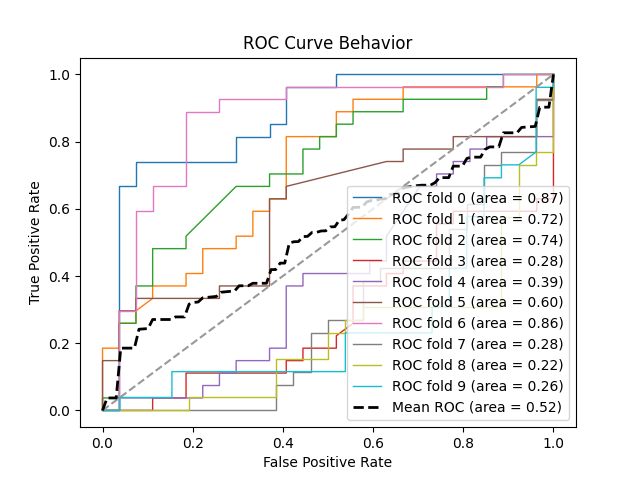 ROC Curve Behavior
True Positive Rate
1.0
0.8
0.6
0.4
0.2
0.0
ROC fold 0 (area = 0.87)
ROC fold 1 (area = 0.72)
ROC fold 2 (area = 0.74)
ROC fold 3 (area = 0.28)
ROC fold 4 (area = 0.39)
ROC fold 5 (area = 0.60)
ROC fold 6 (area = 0.86)
ROC fold 7 (area = 0.28)
ROC fold 8 (area = 0.22)
ROC fold 9 (area = 0.26)
Mean ROC (area = 0.52)
0.0 0.2 0.4 0.6 0.8 1.0
False Positive Rate